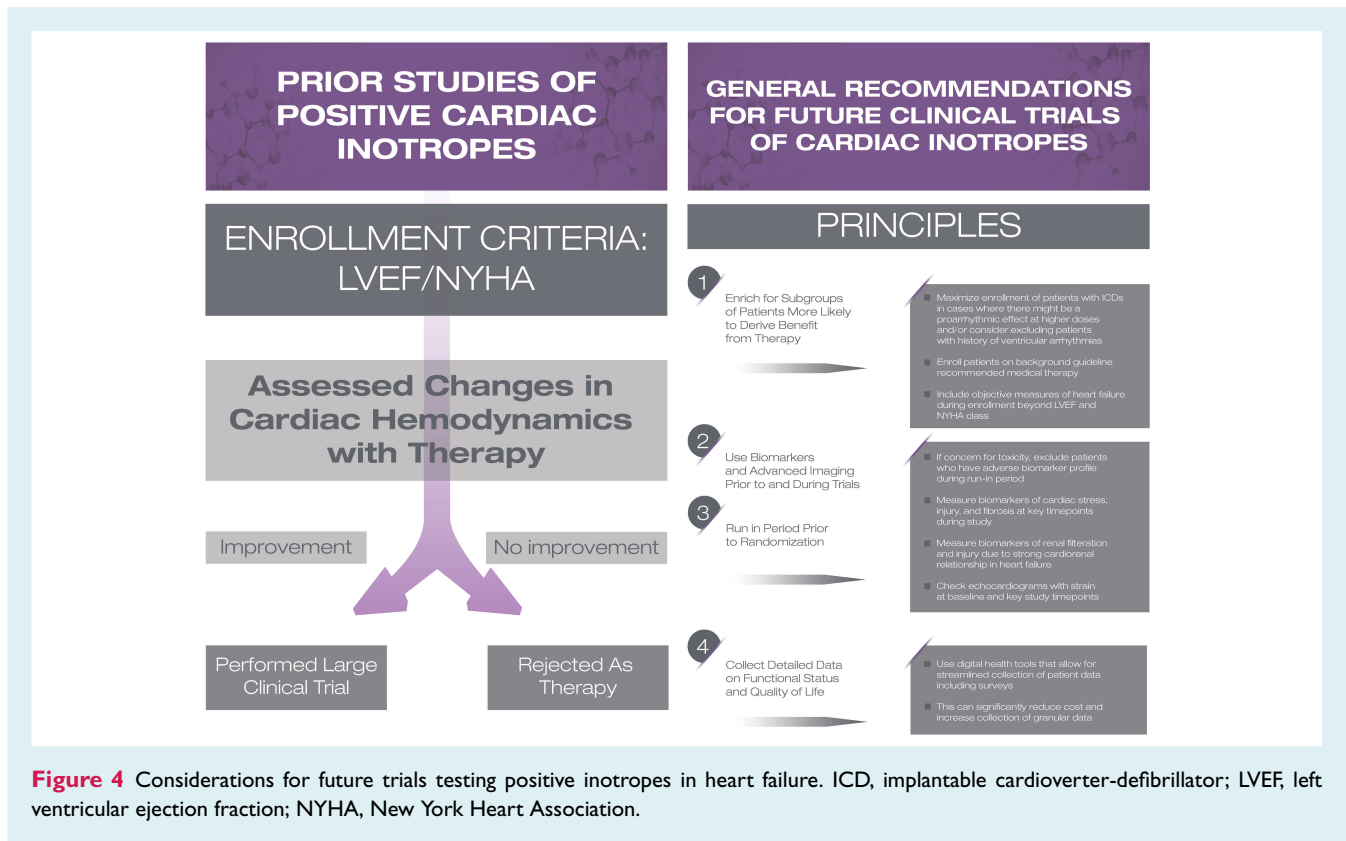 PRIOR STUDIES OF
POSITIVE CARDIAC
INOTROPES
ENROLLMENT CRITERIA:
LVEF/NYHA
Assessed Changes in
Cardiac Hemodynamics
with Therapy
Improvement
No improvement
Performed Large
Clinical Trial
Rejected As
Therapy
GENERAL RECOMMENDATIONS
FOR FUTURE CLINICAL TRIALS
OF CARDIAC INOTROPES
PRINCIPLES
1
Enrich for Subgroups
of Patients More Likely
to Derive Benefit
from Therapy
Maximize enrollment of patients with ICDs
in cases where there might be a
proarrhythmic effect at higher doses
and/or consider excluding patients
with history of ventricular arrhythmias
Enroll patients on background guideline
recommended medical therapy
Include objective measures of heart failure
during enrollment beyond LVEF and
NYHA class
2
Use Biomarkers
and Advanced Imaging
Prior to and During Trials
3
Run in Period Prior
to Randomization
If concern for toxicity, exclude patients
who have adverse biomarker profile
during run-in period
Measure biomarkers of cardiac stress,
injury, and fibrosis at key timepoints
during study
Measure biomarkers of renal filteration
and injury due to strong cardiorenal
relationship in heart failure
Check echocardiograms with strain
at baseline and key study timepoints
4
Collect Detailed Data
on Functional Status
and Quality of Life
Use digital health tools that allow for
streamlined collection of patient data
including surveys
This can significantly reduce cost and
increase collection of granular data
Figure 4 Considerations for future trials testing positive inotropes in heart failure. ICD, implantable cardioverter-defibrillator; LVEF, left
ventricular ejection fraction; NYHA, New York Heart Association.